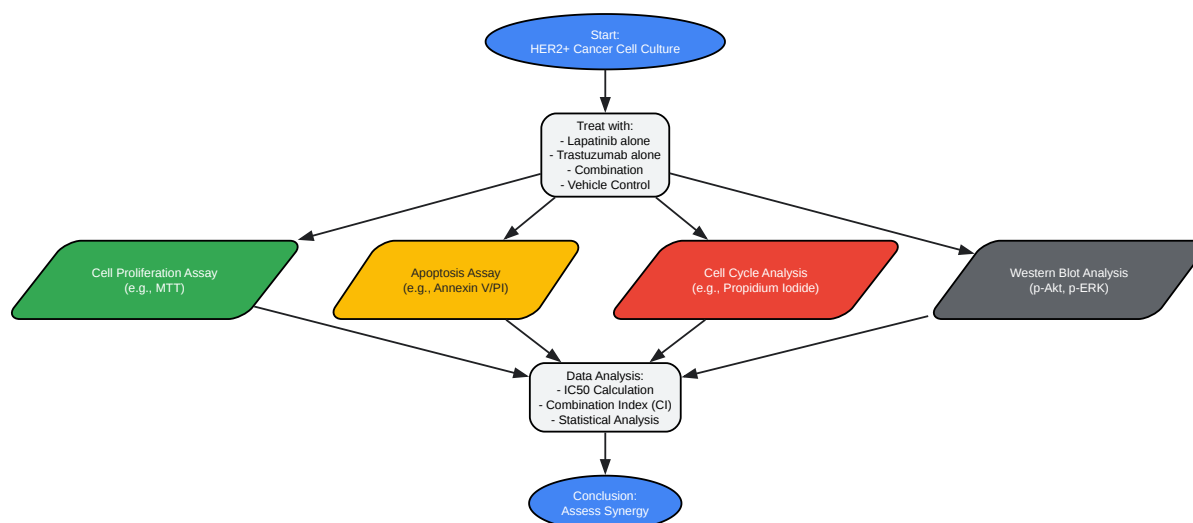 Start:
HER2+ Cancer Cell Culture
Treat with:
- Lapatinib alone
- Trastuzumab alone
- Combination
- Vehicle Control
Cell Proliferation Assay
(e.g., MTT)
Apoptosis Assay
(e.g., Annexin V/PI)
Cell Cycle Analysis
(e.g., Propidium Iodide)
Western Blot Analysis
(p-Akt, p-ERK)
Data Analysis:
- IC50 Calculation
- Combination Index (CI)
- Statistical Analysis
Conclusion:
Assess Synergy